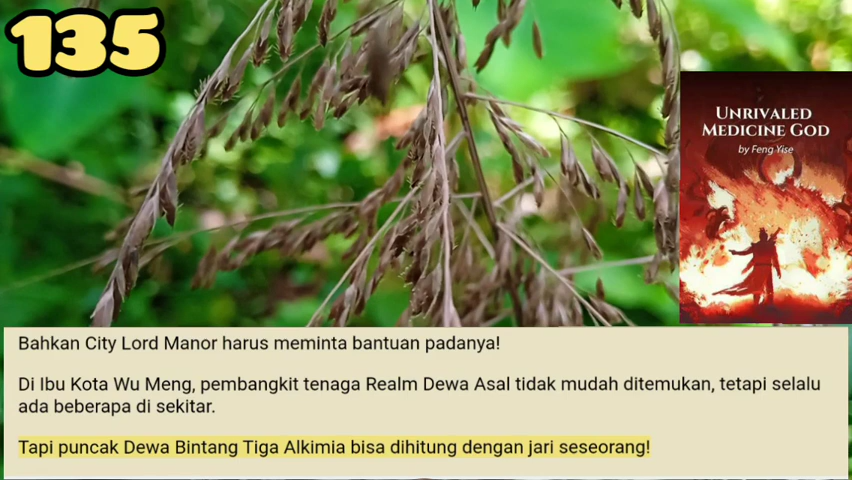 135
UNRIVALED
MEDICINE GOD
by Feng Yise
Bahkan City Lord Manor harus meminta bantuan padanya!
Di Ibu Kota Wu Meng, pembangkit tenaga Realm Dewa Asal tidak mudah ditemukan, tetapi selalu
ada beberapa di sekitar.
Tapi puncak Dewa Bintang Tiga Alkimia bisa dihitung dengan jari seseorang!